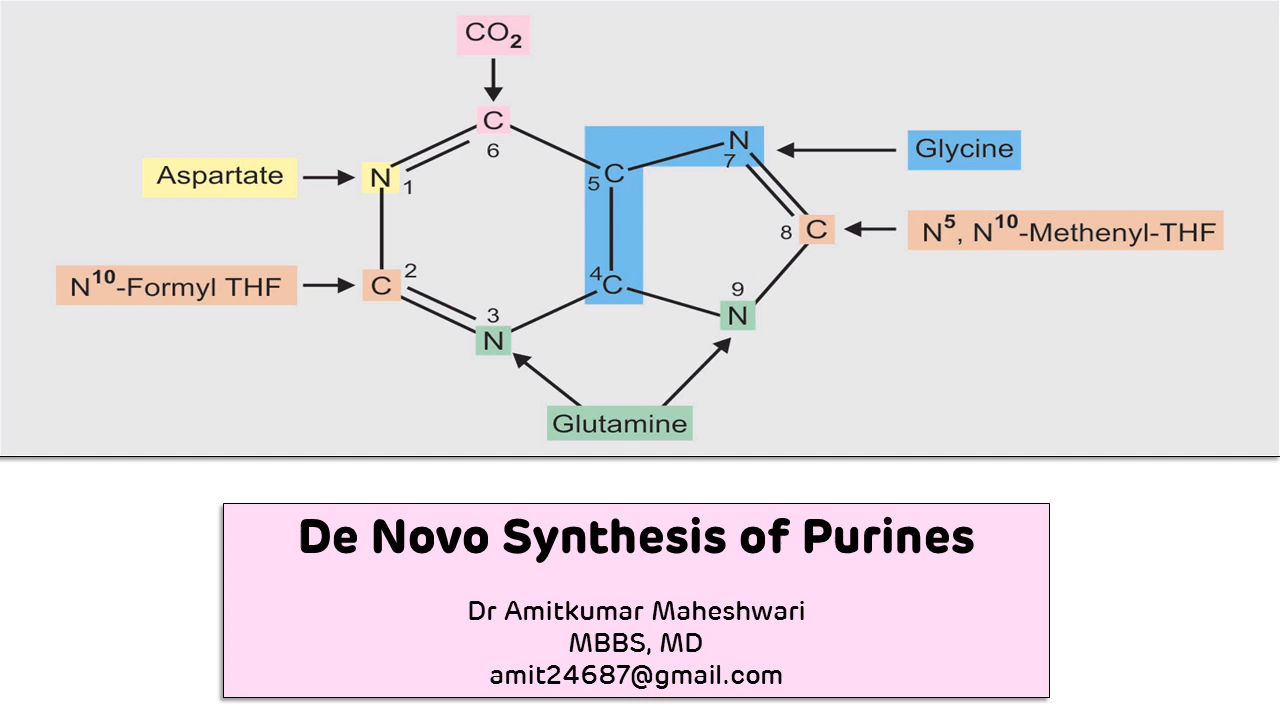 CO₂
C
6
N
7
Glycine
5 C
Aspartate
N 1
8 C
N⁵, N¹⁰-Methenyl-THF
N¹⁰-Formyl THF
C 2
4 C
9
N
3
N
Glutamine
De Novo Synthesis of Purines
Dr Amitkumar Maheshwari
MBBS, MD
amit24687@gmail.com